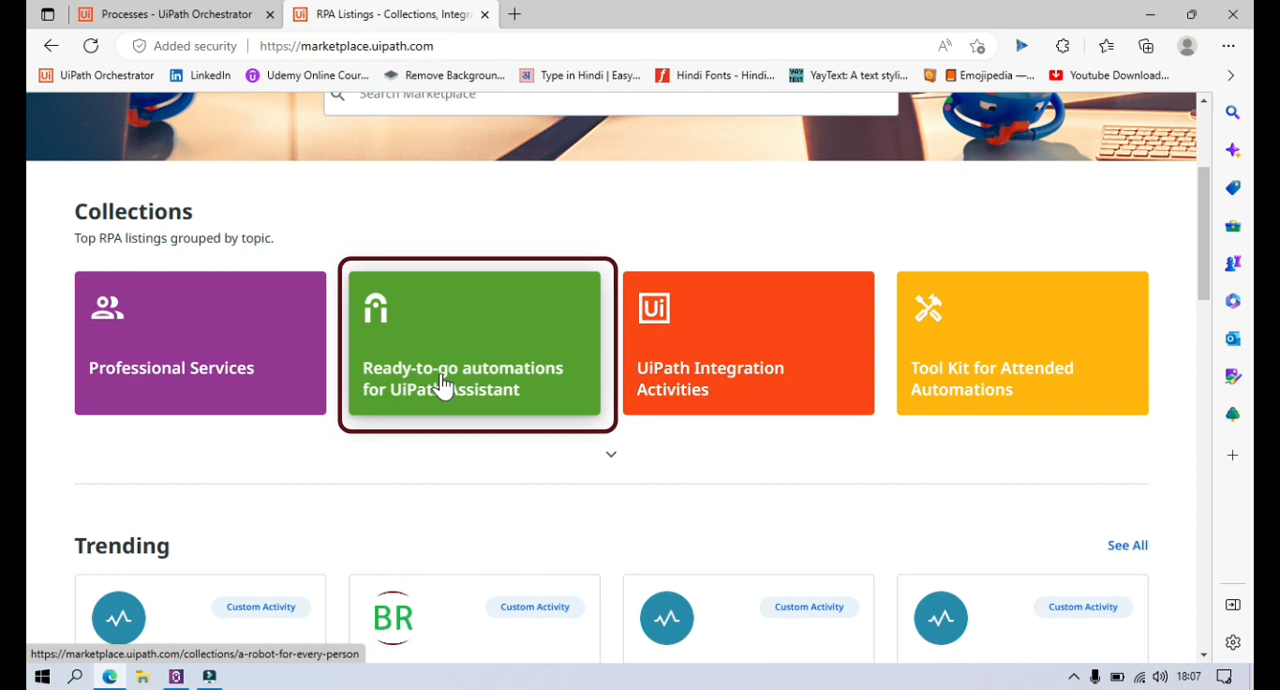 Processes - UiPath Orchestrator
RPA Listings - Collections, Integra
Added security
https://marketplace.uipath.com
UiPath Orchestrator
LinkedIn
Udemy Online Cour...
Remove Backgroun...
Type in Hindi | Easy...
Hindi Fonts - Hindi...
YayText: A text styli...
Emojipedia —...
Youtube Download...
Search Marketplace
Collections
Top RPA listings grouped by topic.
Professional Services
Ready-to-go automations
for UiPath Assistant
Ui
UiPath Integration
Activities
Tool Kit for Attended
Automations
Trending
See All
Custom Activity
BR
Custom Activity
Custom Activity
Custom Activity
https://marketplace.uipath.com/collections/a-robot-for-every-person
18:07